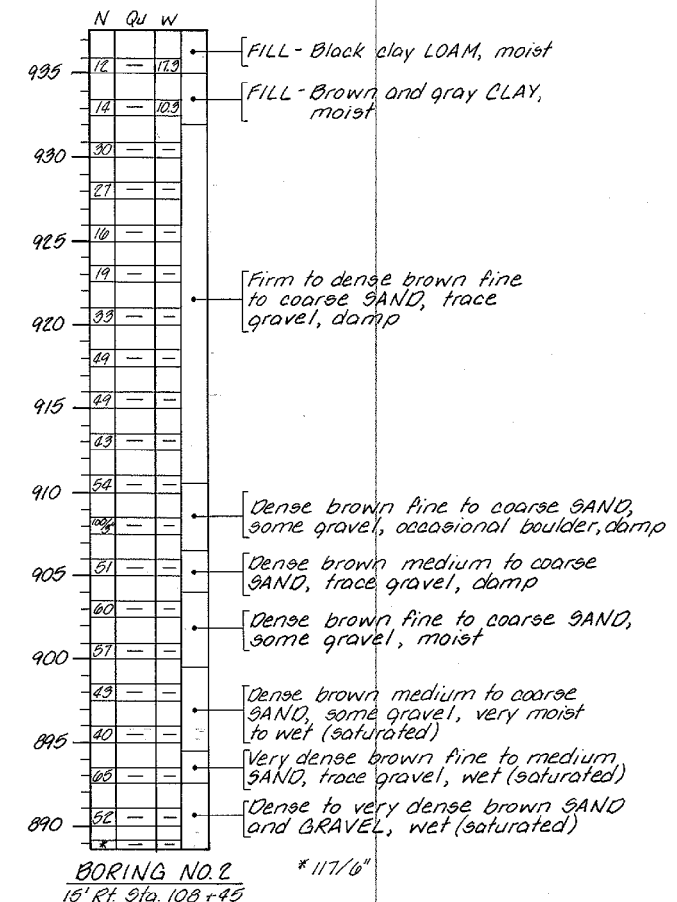 N Qu W
FILL - Black clay LOAM, moist
935 12 — 17.3
FILL - Brown and gray CLAY,
moist
14 — 10.3
930 30 — —
27 — —
925 16 — —
19 — —
Firm to dense brown fine
to coarse SAND, trace
gravel, damp
920 33 — —
49 — —
915 49 — —
43 — —
910 54 — —
Dense brown fine to coarse SAND,
some gravel, occasional boulder, damp
— —
Dense brown medium to coarse
SAND, trace gravel, damp
905 51 — —
60 — —
Dense brown fine to coarse SAND,
some gravel, moist
900 57 — —
43 — —
Dense brown medium to coarse
SAND, some gravel, very moist
to wet (saturated)
895 40 — —
Very dense brown fine to medium
SAND, trace gravel, wet (saturated)
65 — —
Dense to very dense brown SAND
and GRAVEL, wet (saturated)
890 52 — —
* — —
BORING NO. 2
* 117/6"
15' Rt. Sta. 108+45